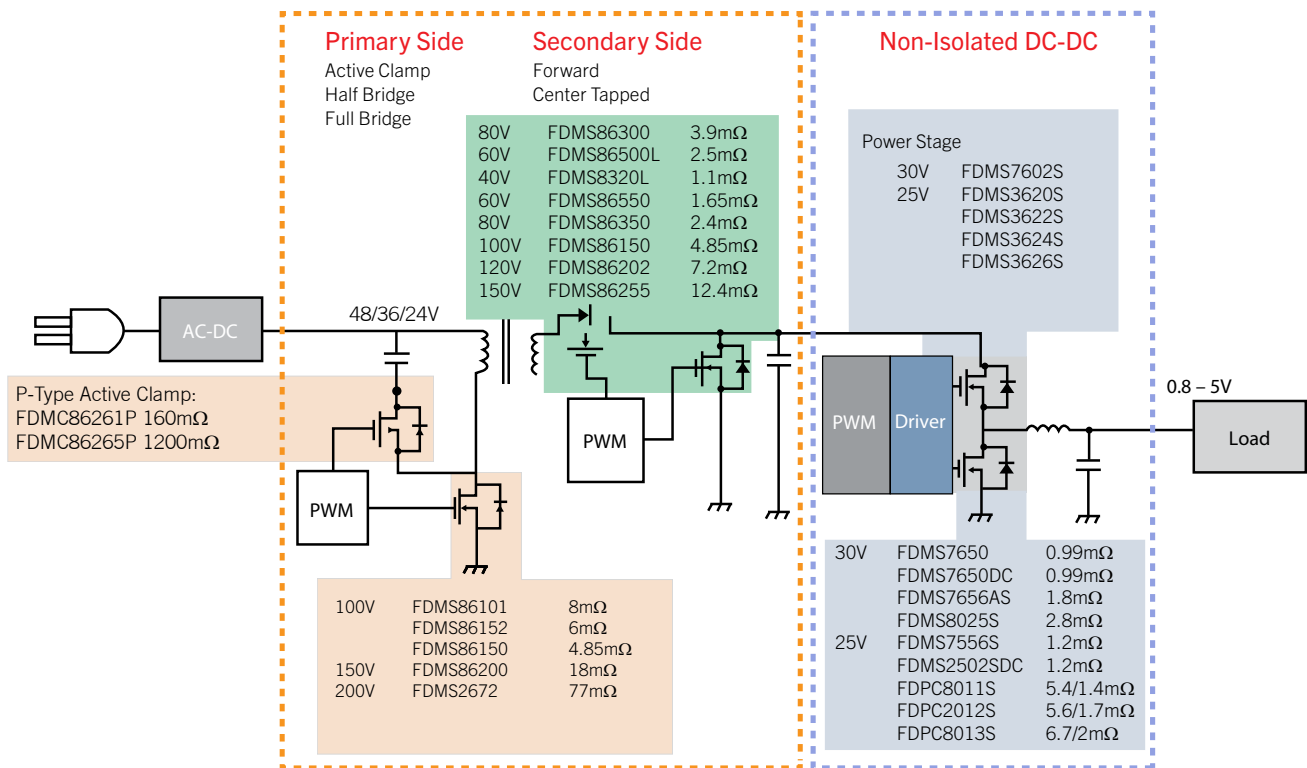 Primary Side
Active Clamp
Half Bridge
Full Bridge
Secondary Side
Forward
Center Tapped
Non-Isolated DC-DC
80V FDMS86300 3.9mΩ
60V FDMS86500L 2.5mΩ
40V FDMS8320L 1.1mΩ
60V FDMS86550 1.65mΩ
80V FDMS86350 2.4mΩ
100V FDMS86150 4.85mΩ
120V FDMS86202 7.2mΩ
150V FDMS86255 12.4mΩ
Power Stage
30V FDMS7602S
25V FDMS3620S
FDMS3622S
FDMS3624S
FDMS3626S
AC-DC
48/36/24V
P-Type Active Clamp:
FDMC86261P 160mΩ
FDMC86265P 1200mΩ
PWM
PWM
PWM
Driver
0.8 – 5V
Load
100V FDMS86101 8mΩ
FDMS86152 6mΩ
FDMS86150 4.85mΩ
150V FDMS86200 18mΩ
200V FDMS2672 77mΩ
30V FDMS7650 0.99mΩ
FDMS7650DC 0.99mΩ
FDMS7656AS 1.8mΩ
FDMS8025S 2.8mΩ
25V FDMS7556S 1.2mΩ
FDMS2502SDC 1.2mΩ
FDPC8011S 5.4/1.4mΩ
FDPC2012S 5.6/1.7mΩ
FDPC8013S 6.7/2mΩ